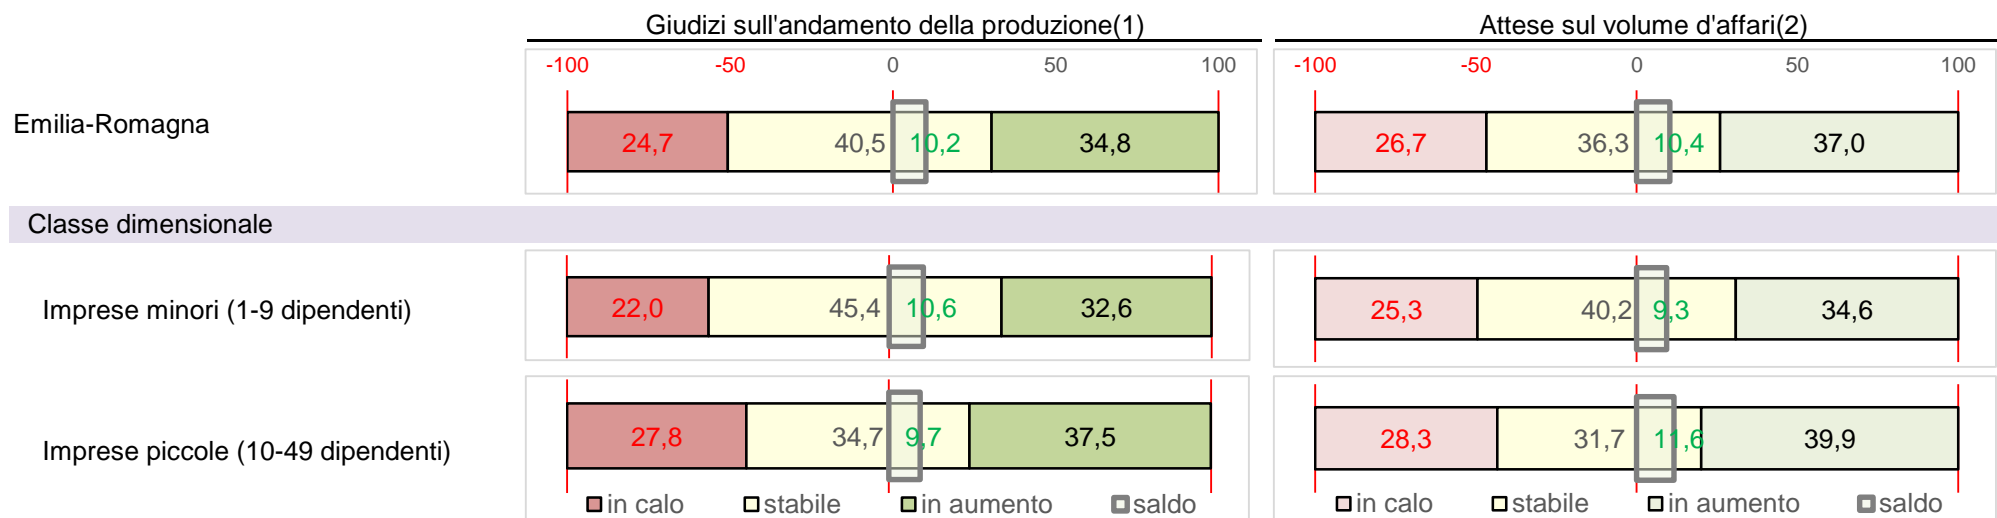 Giudizi sull'andamento della produzione(1)
Attese sul volume d'affari(2)
-100 -50 0 50 100
-100 -50 0 50 100
Emilia-Romagna
24,7 40,5 10,2 34,8
26,7 36,3 10,4 37,0
Classe dimensionale
Imprese minori (1-9 dipendenti)
22,0 45,4 10,6 32,6
25,3 40,2 9,3 34,6
Imprese piccole (10-49 dipendenti)
27,8 34,7 9,7 37,5
28,3 31,7 11,6 39,9
in calo stabile in aumento saldo
in calo stabile in aumento saldo